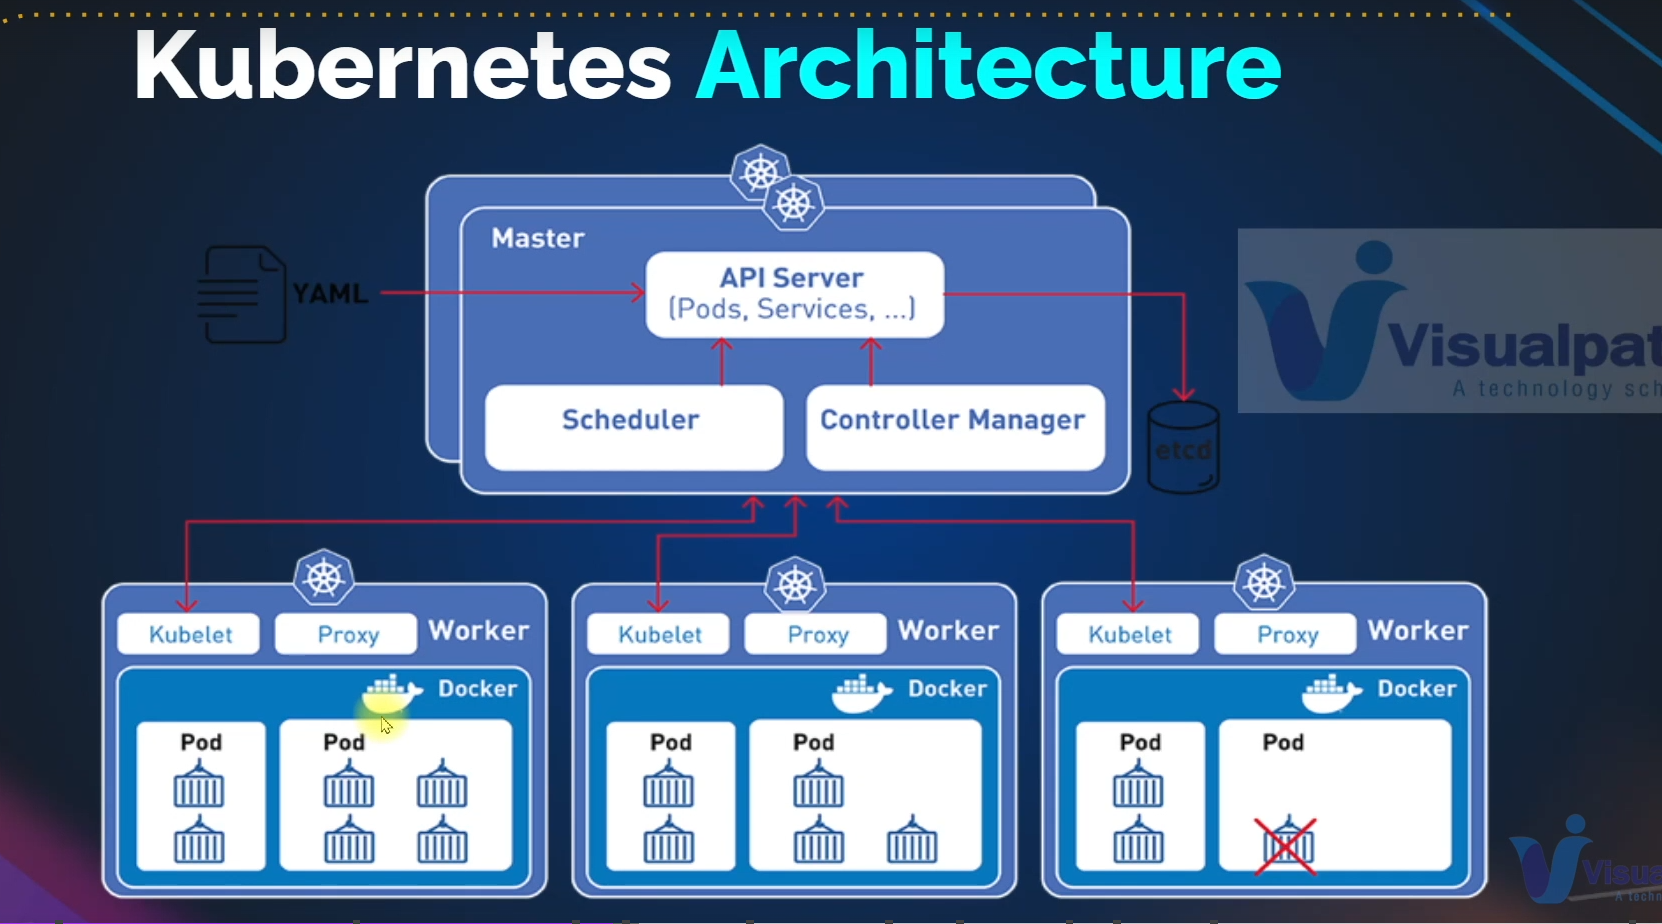 Kubernetes Architecture
Master
API Server
(Pods, Services, ...)
YAML
Scheduler
Controller Manager
etcd
Visualpat
A technology sch
Kubelet
Proxy
Worker
Docker
Pod
Pod
Kubelet
Proxy
Worker
Docker
Pod
Pod
Kubelet
Proxy
Worker
Docker
Pod
Pod
Visua
A techn